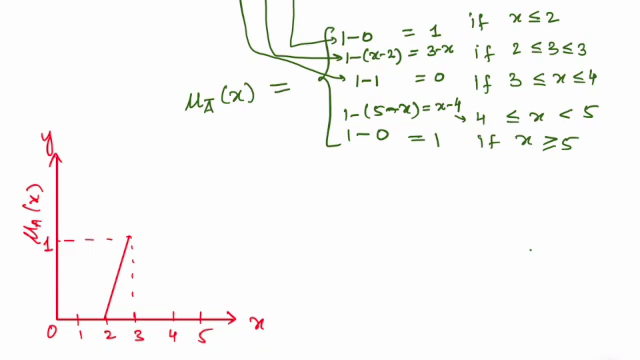 1-0 = 1 if x ≤ 2
1-(x-2) = 3-x if 2 ≤ 3 ≤ 3
μĀ(x) =
1-1 = 0 if 3 ≤ x ≤ 4
1-(5-x) = x-4 → 4 ≤ x < 5
1-0 = 1 if x ≥ 5
y
μA(x)
1
0 1 2 3 4 5 x